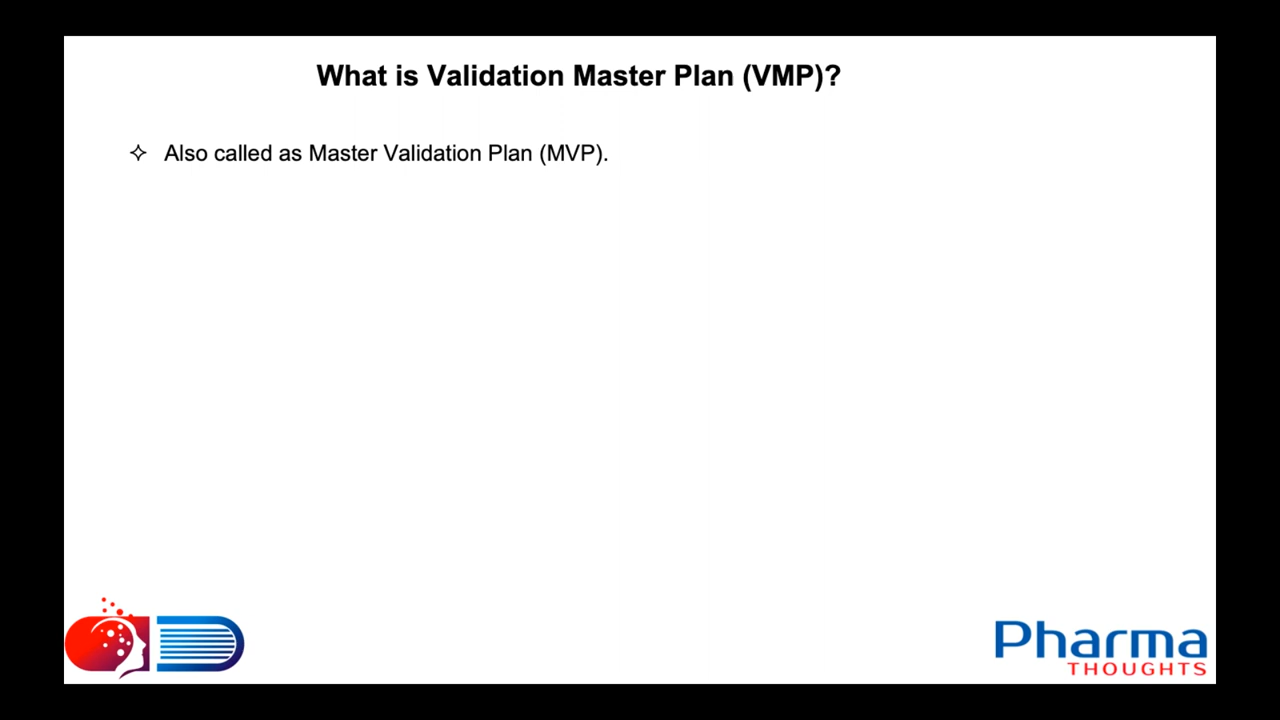 What is Validation Master Plan (VMP)?
✧ Also called as Master Validation Plan (MVP).
Pharma
THOUGHTS